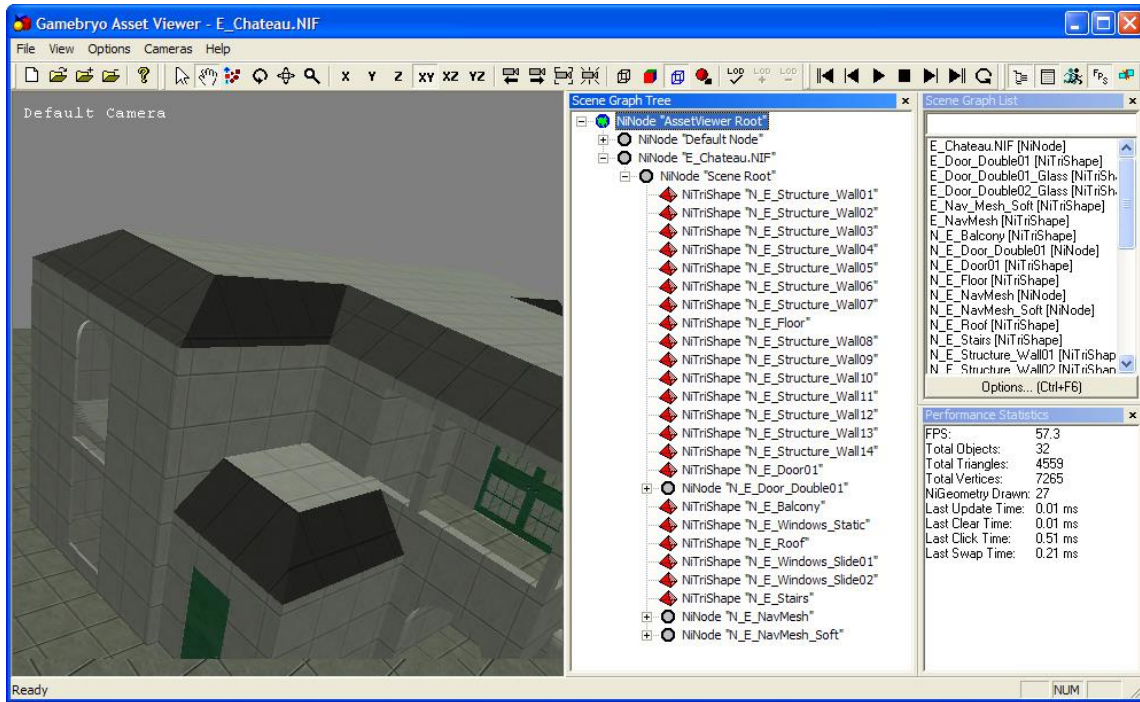 Gamebryo Asset Viewer - E_Chateau.NIF
File View Options Cameras Help
X Y Z XY XZ YZ LOD LOD LOD FPS
Default Camera
Scene Graph Tree
NiNode "AssetViewer Root"
NiNode "Default Node"
NiNode "E_Chateau.NIF"
NiNode "Scene Root"
NiTriShape "N_E_Structure_Wall01"
NiTriShape "N_E_Structure_Wall02"
NiTriShape "N_E_Structure_Wall03"
NiTriShape "N_E_Structure_Wall04"
NiTriShape "N_E_Structure_Wall05"
NiTriShape "N_E_Structure_Wall06"
NiTriShape "N_E_Structure_Wall07"
NiTriShape "N_E_Floor"
NiTriShape "N_E_Structure_Wall08"
NiTriShape "N_E_Structure_Wall09"
NiTriShape "N_E_Structure_Wall10"
NiTriShape "N_E_Structure_Wall11"
NiTriShape "N_E_Structure_Wall12"
NiTriShape "N_E_Structure_Wall13"
NiTriShape "N_E_Structure_Wall14"
NiTriShape "N_E_Door01"
NiNode "N_E_Door_Double01"
NiTriShape "N_E_Balcony"
NiTriShape "N_E_Windows_Static"
NiTriShape "N_E_Roof"
NiTriShape "N_E_Windows_Slide01"
NiTriShape "N_E_Windows_Slide02"
NiTriShape "N_E_Stairs"
NiNode "N_E_NavMesh"
NiNode "N_E_NavMesh_Soft"
Scene Graph List
E_Chateau.NIF [NiNode]
E_Door_Double01 [NiTriShape]
E_Door_Double01_Glass [NiTriSh
E_Door_Double02_Glass [NiTriSh
E_Nav_Mesh_Soft [NiTriShape]
E_NavMesh [NiTriShape]
N_E_Balcony [NiTriShape]
N_E_Door_Double01 [NiNode]
N_E_Door01 [NiTriShape]
N_E_Floor [NiTriShape]
N_E_NavMesh [NiNode]
N_E_NavMesh_Soft [NiNode]
N_E_Roof [NiTriShape]
N_E_Stairs [NiTriShape]
N_E_Structure_Wall01 [NiTriShap
N_E_Structure_Wall02 [NiTriShap
Options... (Ctrl+F6)
Performance Statistics
FPS: 57.3
Total Objects: 32
Total Triangles: 4559
Total Vertices: 7265
NiGeometry Drawn: 27
Last Update Time: 0.01 ms
Last Clear Time: 0.01 ms
Last Click Time: 0.51 ms
Last Swap Time: 0.21 ms
Ready
NUM